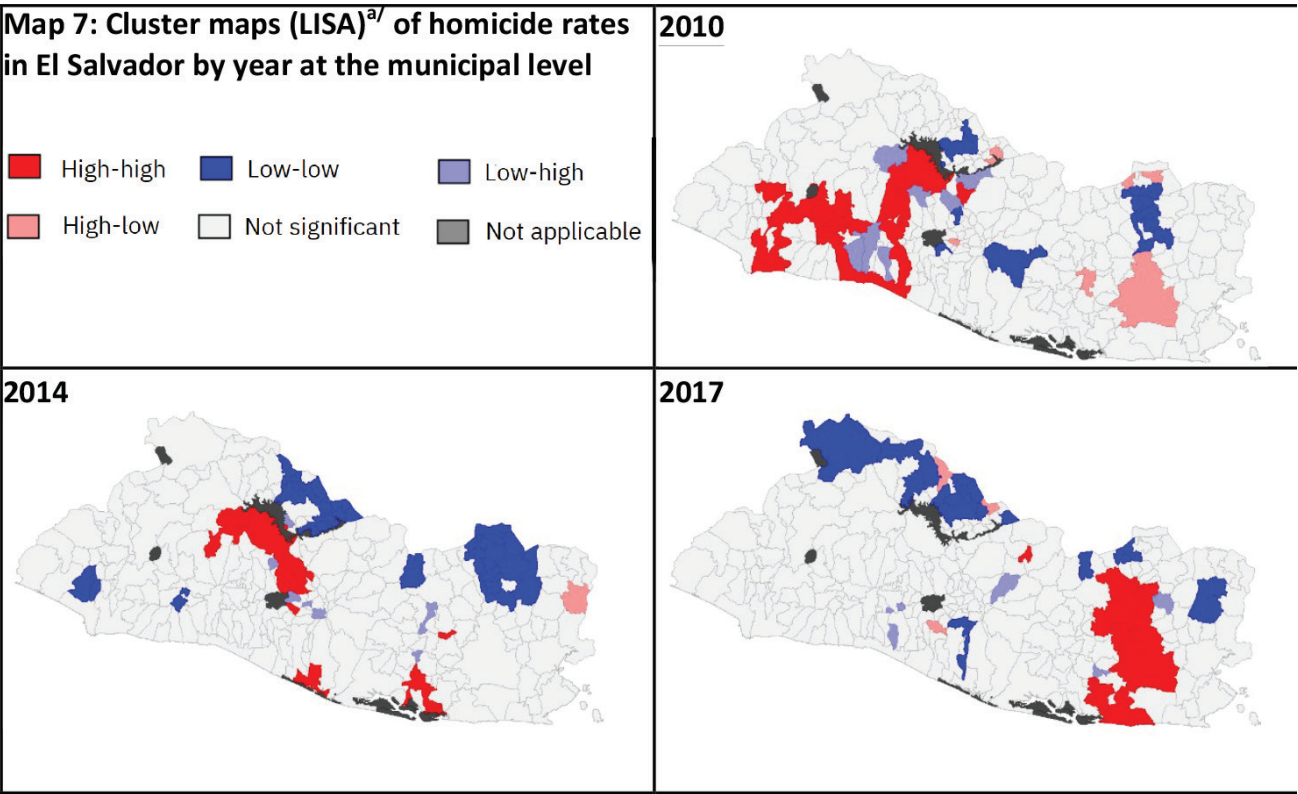 Map 7: Cluster maps (LISA)a/ of homicide rates
in El Salvador by year at the municipal level
High-high
Low-low
Low-high
High-low
Not significant
Not applicable
2010
2014
2017